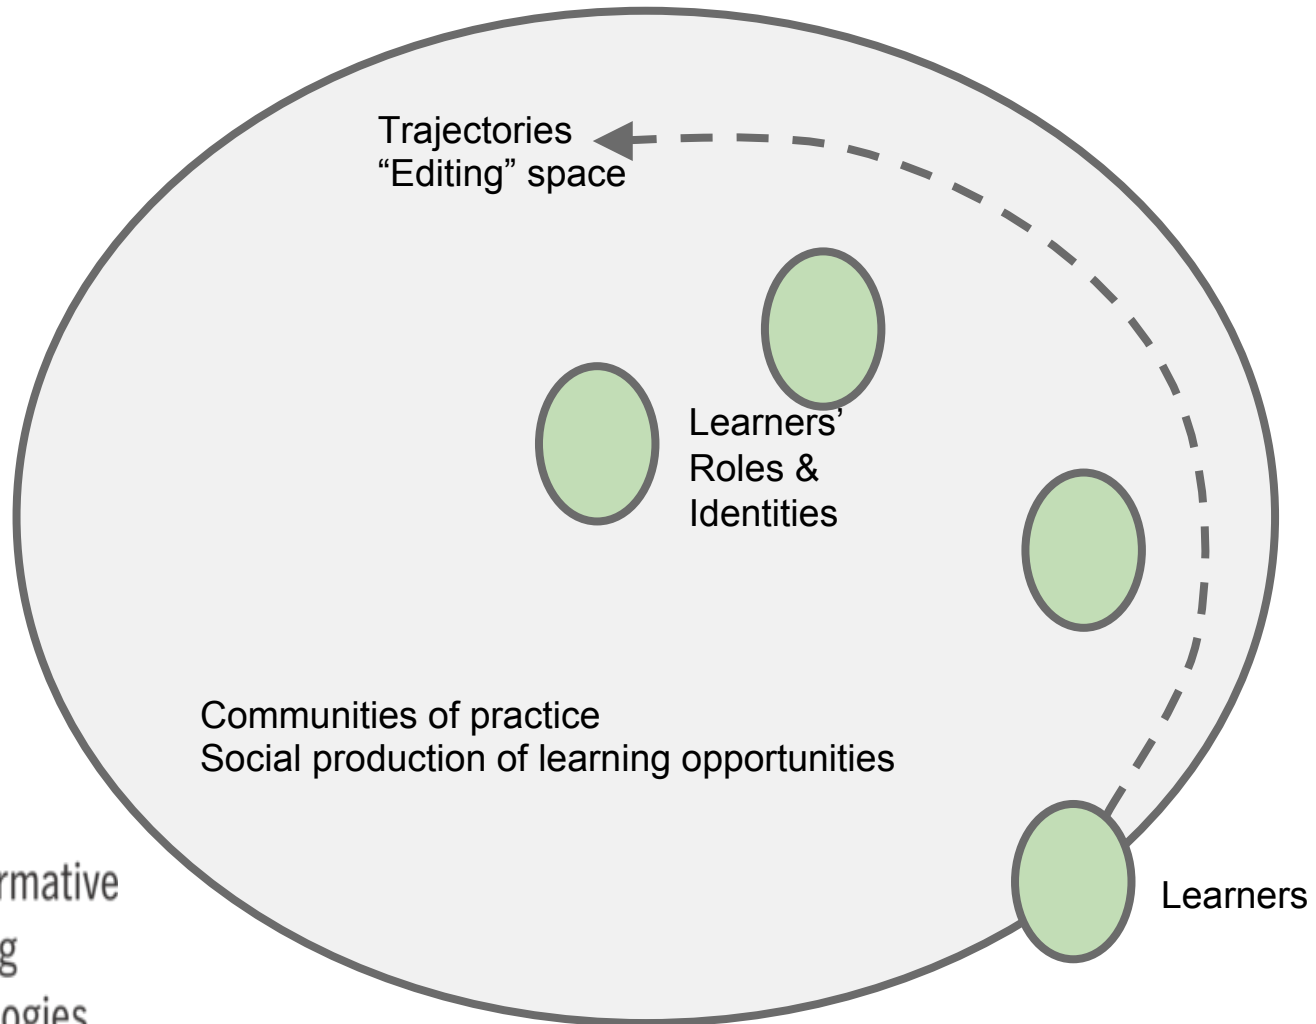 Trajectories
“Editing” space
Learners’
Roles &
Identities
Communities of practice
Social production of learning opportunities
Learners